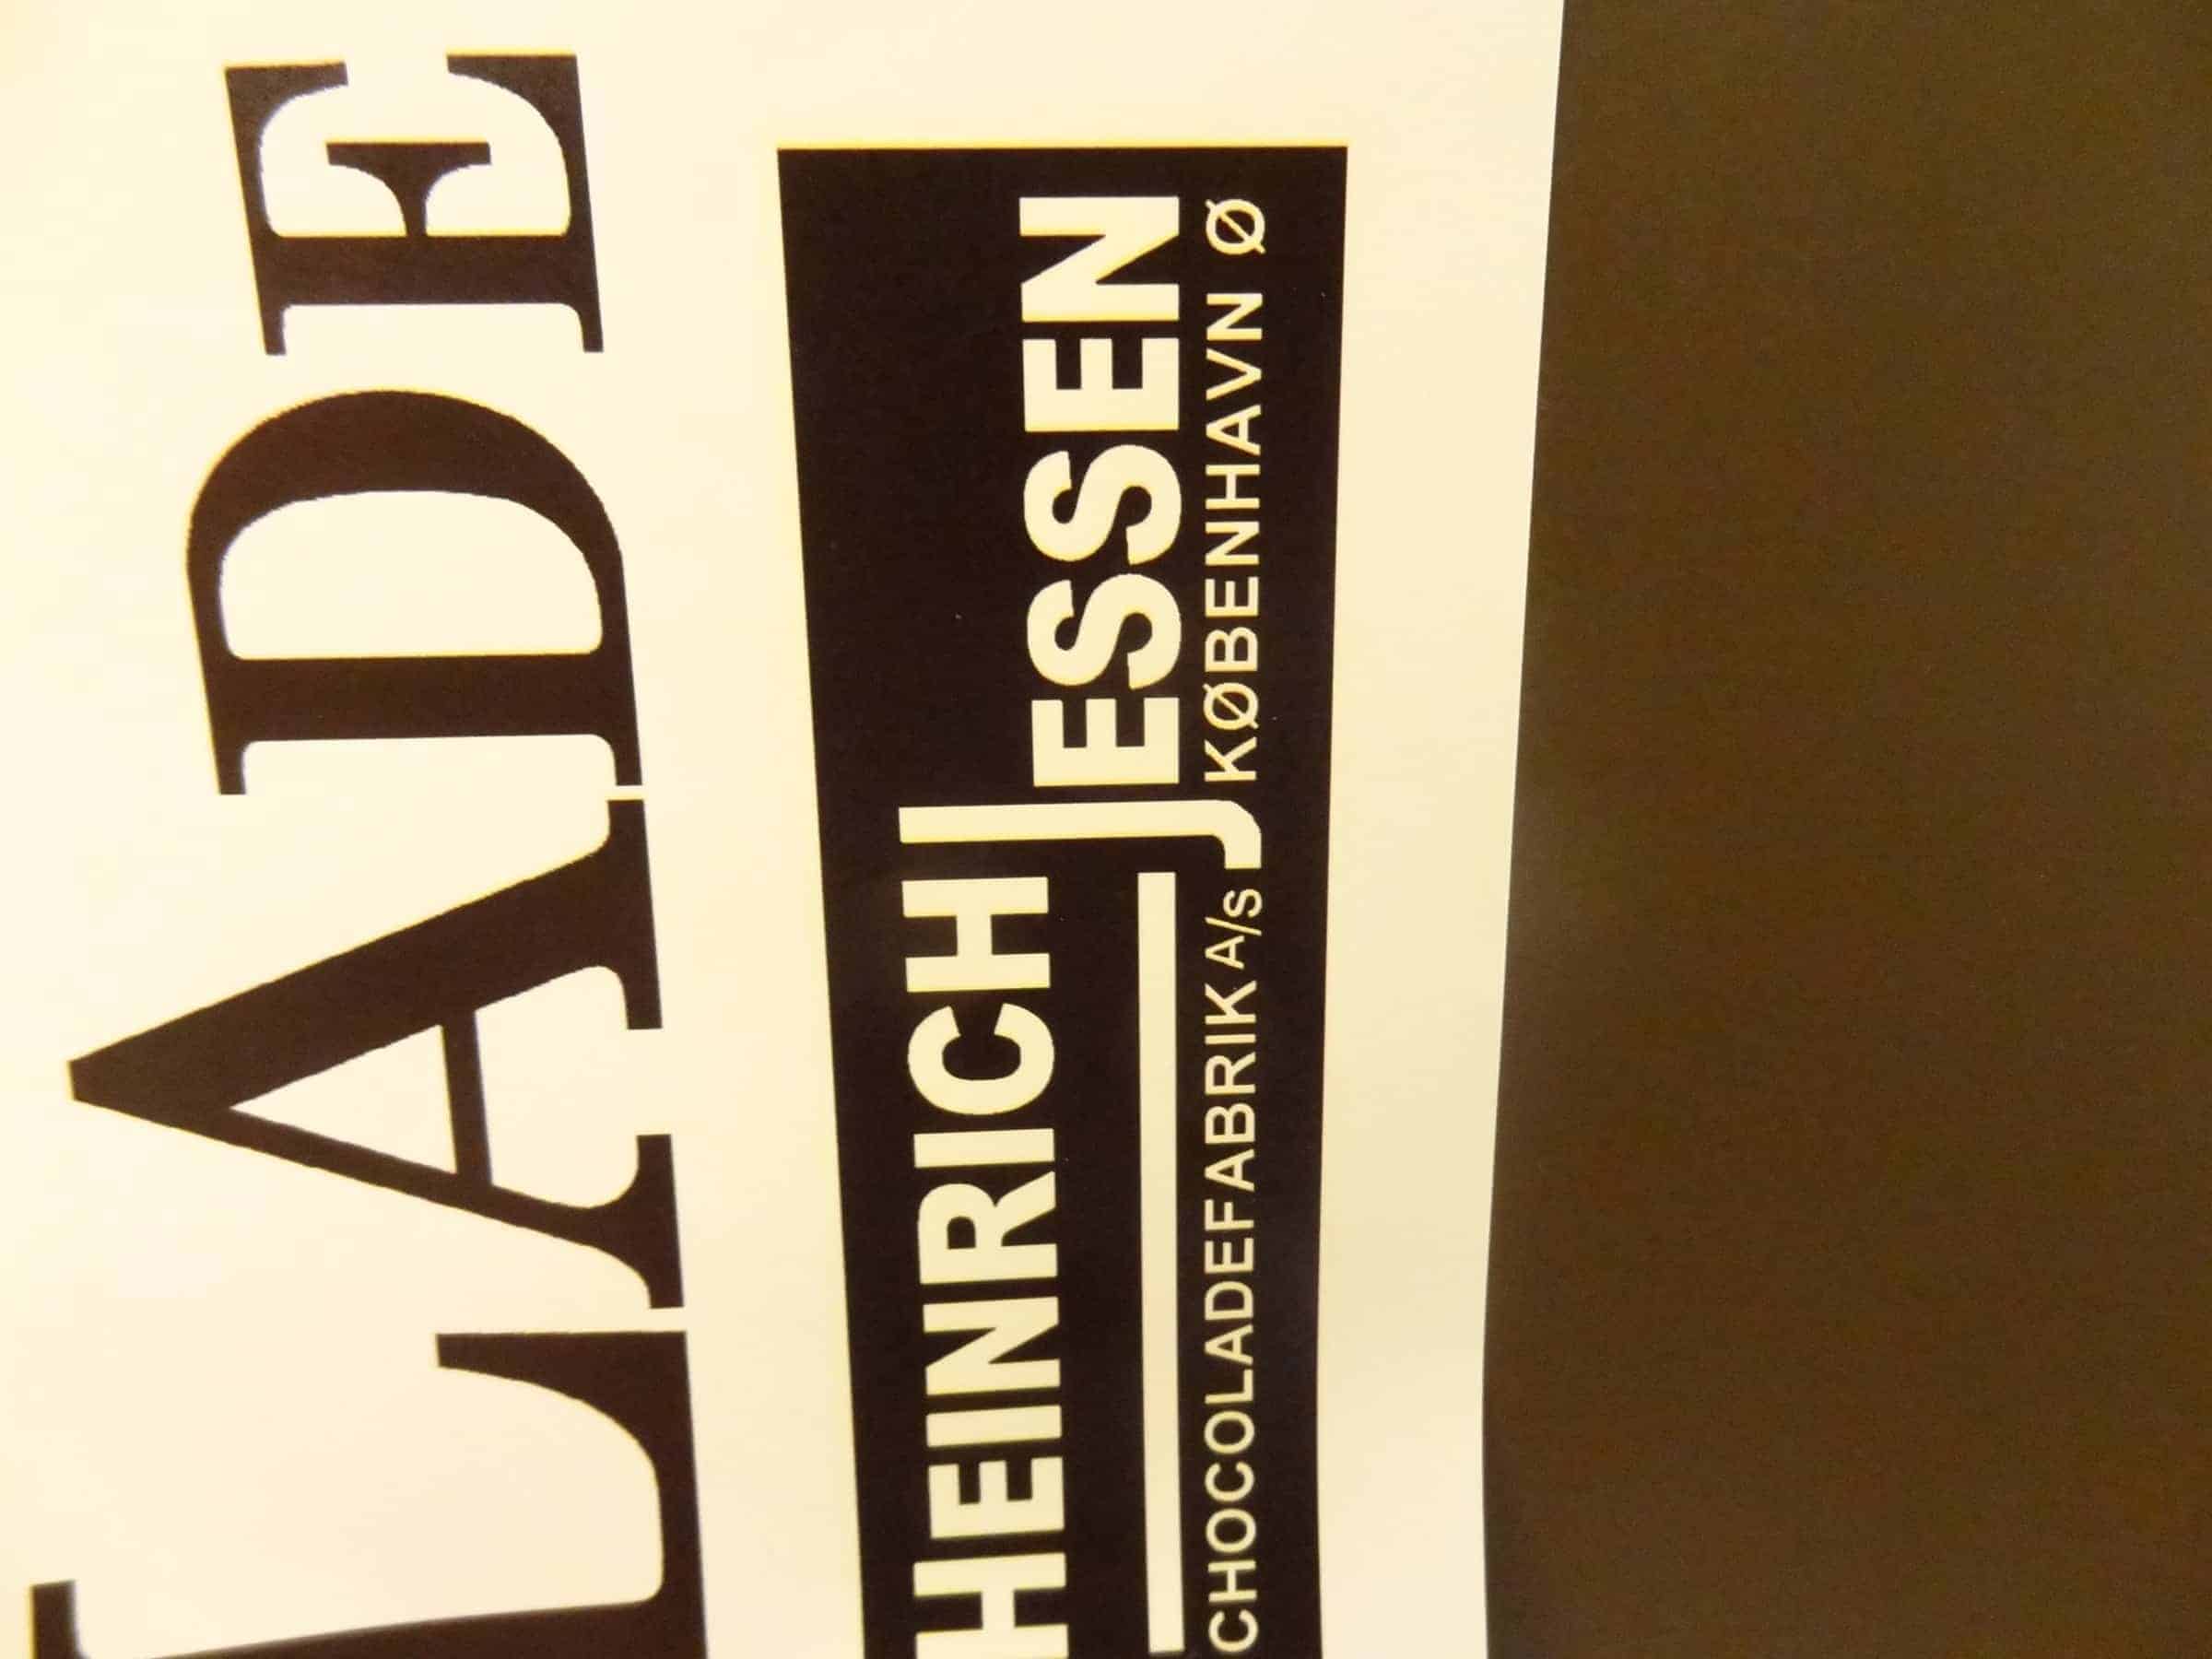 LADE
HEINRICH JESSEN
CHOCOLADEFABRIK A/S KØBENHAVN Ø